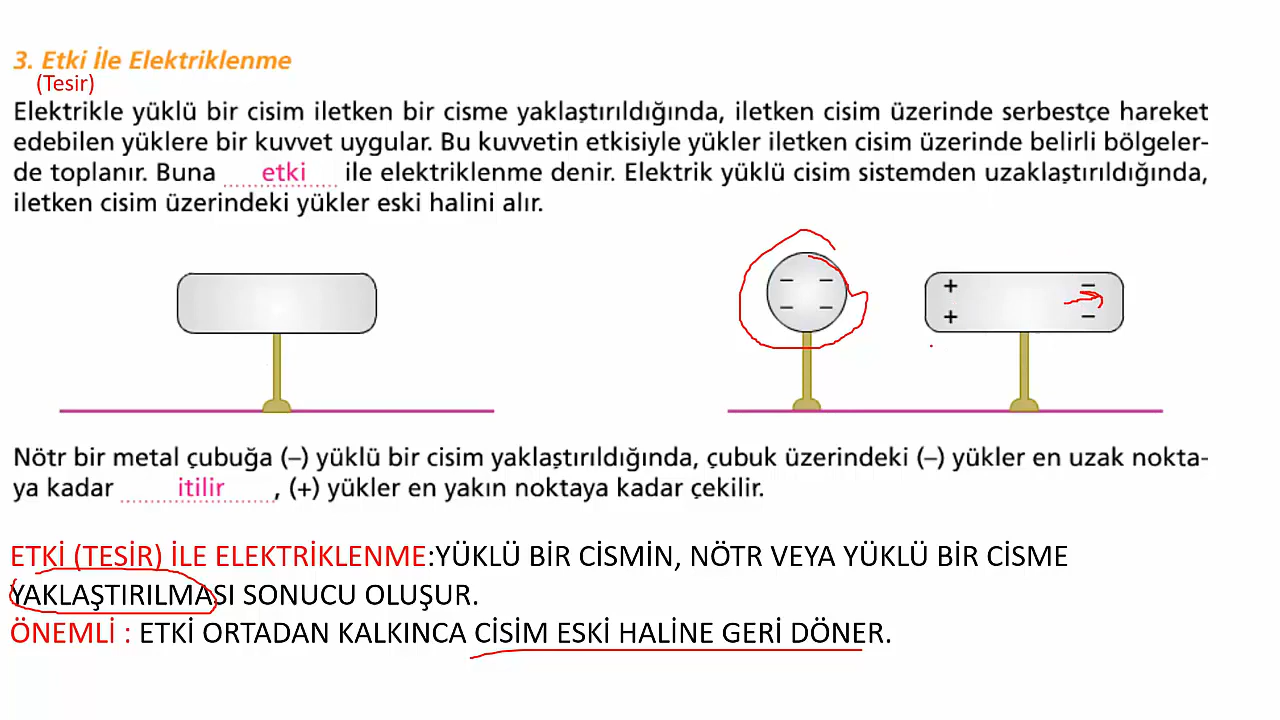 3. Etki İle Elektriklenme
(Tesir)
Elektrikle yüklü bir cisim iletken bir cisme yaklaştırıldığında, iletken cisim üzerinde serbestçe hareket
edebilen yüklere bir kuvvet uygular. Bu kuvvetin etkisiyle yükler iletken cisim üzerinde belirli bölgeler-
de toplanır. Buna etki ile elektriklenme denir. Elektrik yüklü cisim sistemden uzaklaştırıldığında,
iletken cisim üzerindeki yükler eski halini alır.
– – + –
– – + –
Nötr bir metal çubuğa (–) yüklü bir cisim yaklaştırıldığında, çubuk üzerindeki (–) yükler en uzak nokta-
ya kadar itilir , (+) yükler en yakın noktaya kadar çekilir.
ETKİ (TESİR) İLE ELEKTRİKLENME:YÜKLÜ BİR CİSMİN, NÖTR VEYA YÜKLÜ BİR CİSME
YAKLAŞTIRILMASI SONUCU OLUŞUR.
ÖNEMLİ : ETKİ ORTADAN KALKINCA CİSİM ESKİ HALİNE GERİ DÖNER.